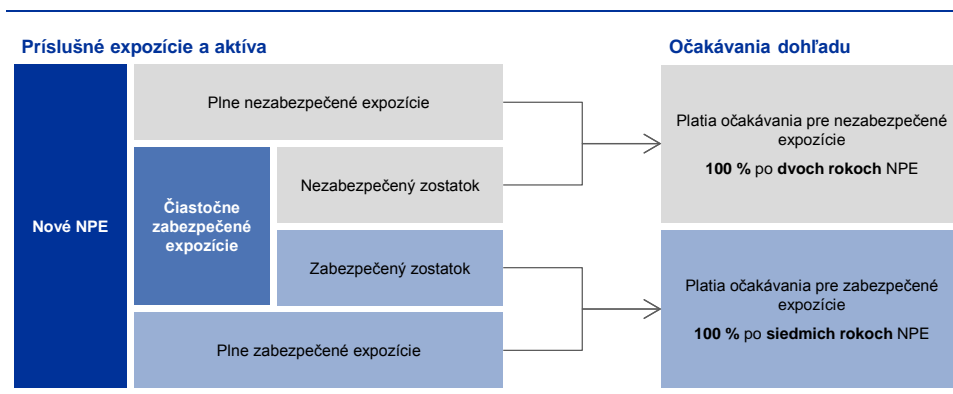 Príslušné expozície a aktíva
Očakávania dohľadu
Nové NPE
Plne nezabezpečené expozície
Čiastočne
zabezpečené
expozície
Nezabezpečený zostatok
Zabezpečený zostatok
Plne zabezpečené expozície
Platia očakávania pre nezabezpečené
expozície
100 % po dvoch rokoch NPE
Platia očakávania pre zabezpečené
expozície
100 % po siedmich rokoch NPE